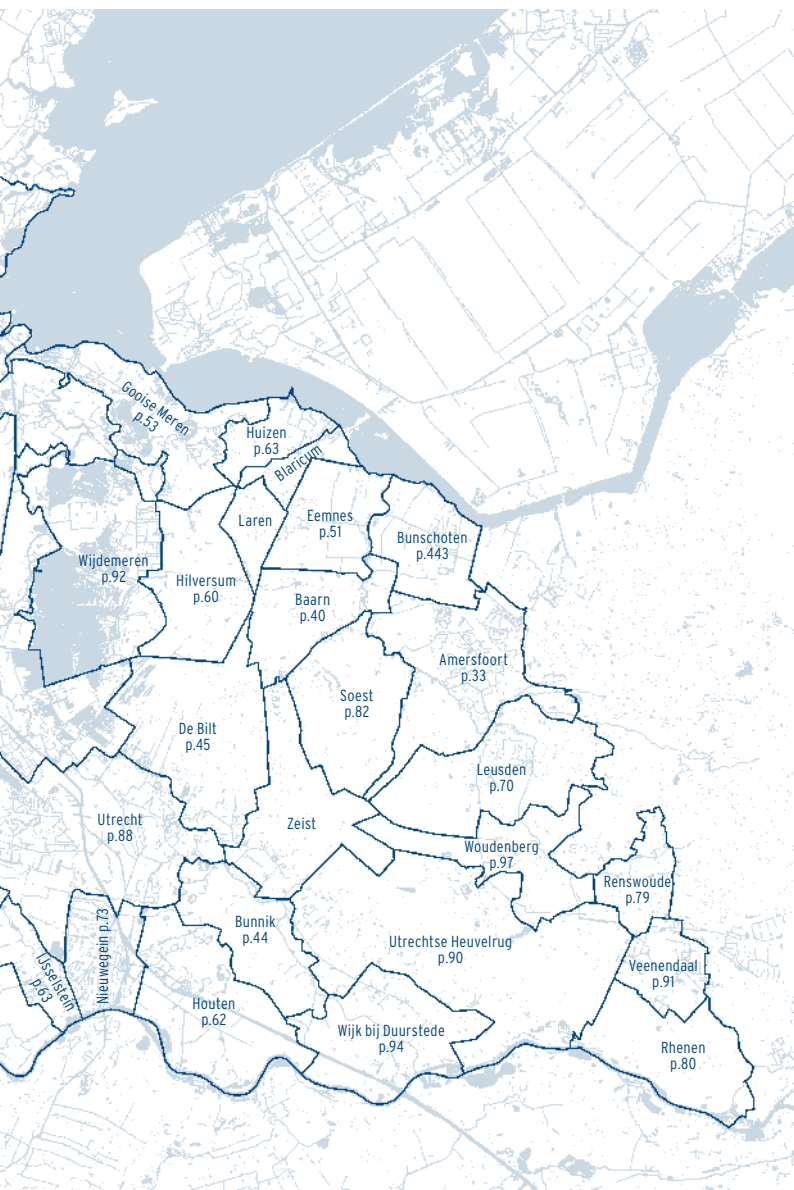 Gooise Meren
p.53
Huizen
p.63
Blaricum
Laren
Eemnes
p.51
Bunschoten
p.443
Wijdemeren
p.92
Hilversum
p.60
Baarn
p.40
Amersfoort
p.33
Soest
p.82
De Bilt
p.45
Leusden
p.70
Utrecht
p.88
Zeist
Woudenberg
p.97
Renswoude
p.79
Bunnik
p.44
Utrechtse Heuvelrug
p.90
Nieuwegein p.73
IJsselstein
p.63
Veenendaal
p.91
Houten
p.62
Wijk bij Duurstede
p.94
Rhenen
p.80